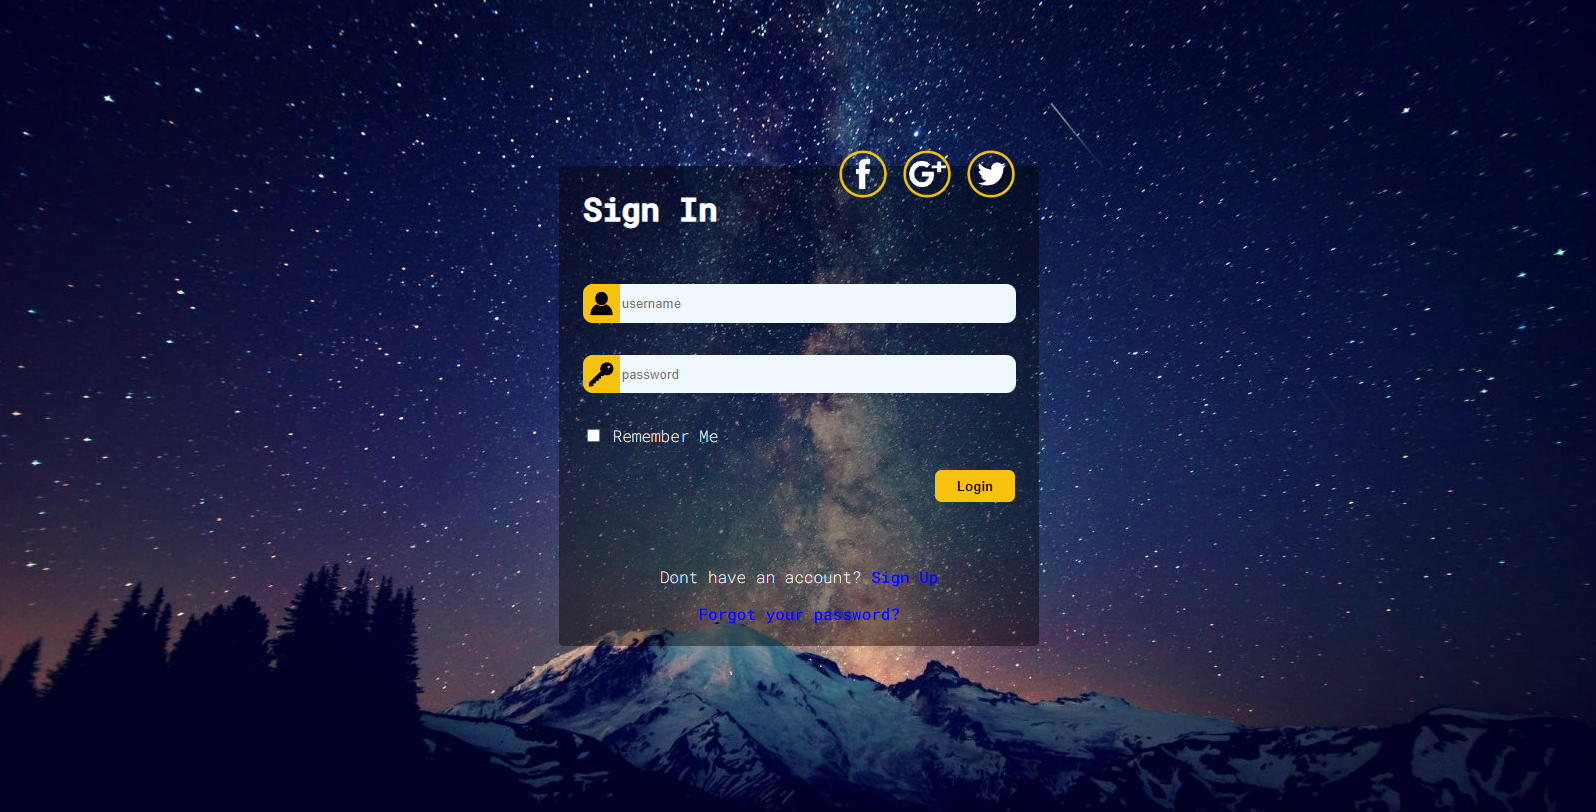 f G+
Sign In
username
password
Remember Me
Login
Dont have an account? Sign Up
Forgot your password?